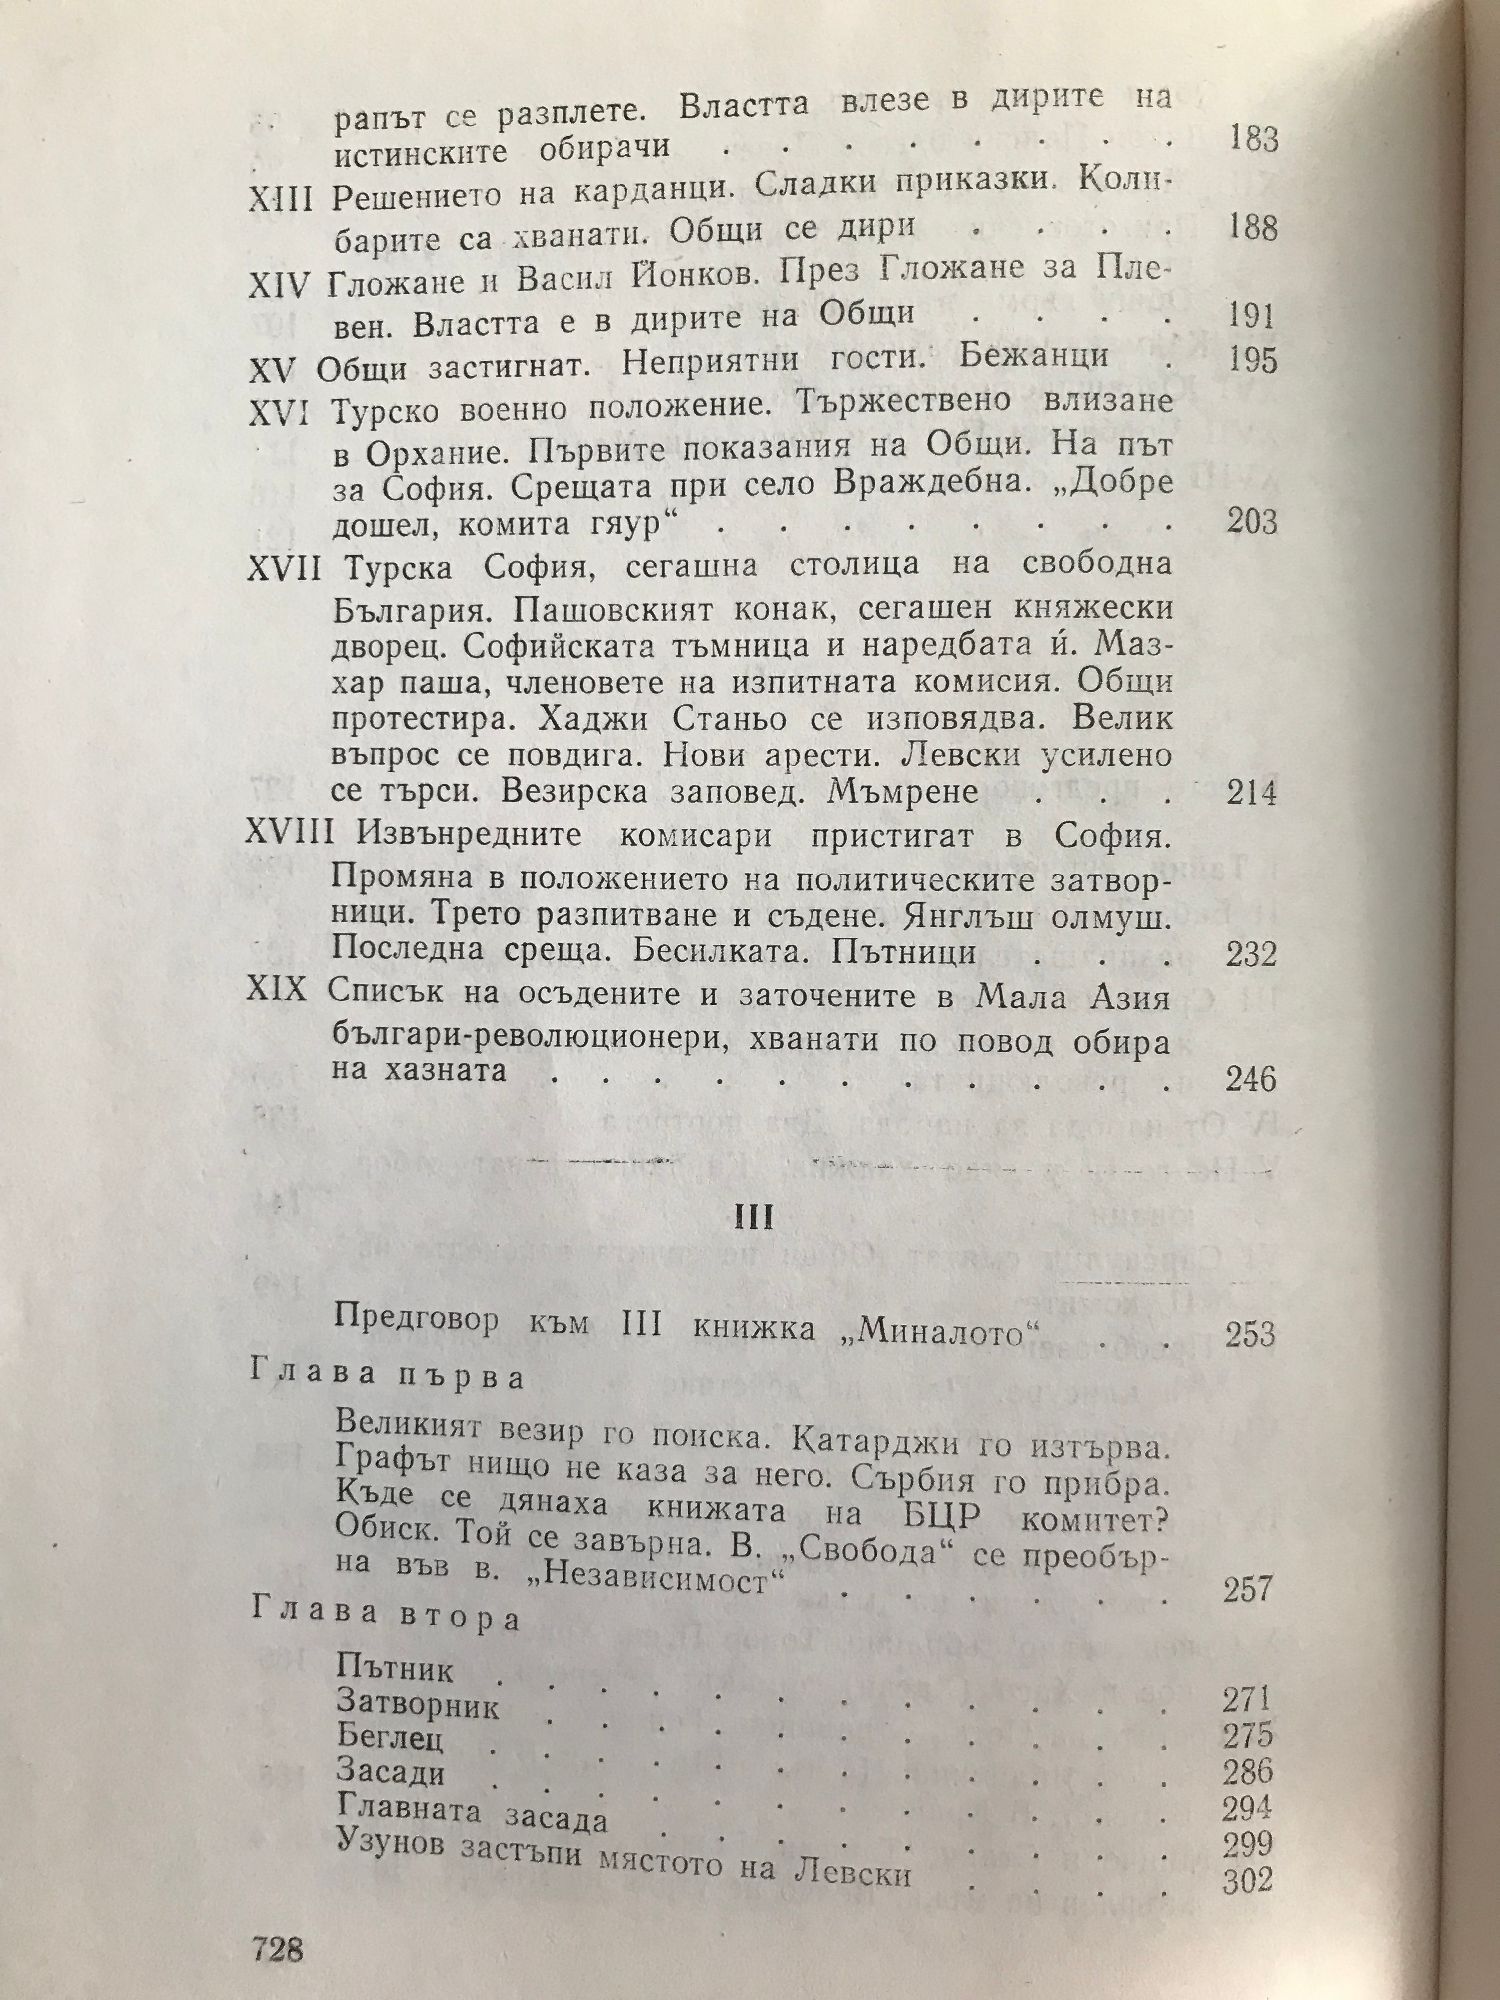 рапът се разплете. Властта влезе в дирите на
истинските обирачи . . . . . . . . 183
XIII Решението на карданци. Сладки приказки. Коли-
барите са хванати. Общи се дири . . . . 188
XIV Гложане и Васил Йонков. През Гложане за Пле-
вен. Властта е в дирите на Общи . . . . 191
XV Общи застигнат. Неприятни гости. Бежанци . 195
XVI Турско военно положение. Тържествено влизане
в Орхание. Първите показания на Общи. На път
за София. Срещата при село Враждебна. „Добре
дошел, комита гяур“ . . . . . . . . 203
XVII Турска София, сегашна столица на свободна
България. Пашовският конак, сегашен княжески
дворец. Софийската тъмница и наредбата ѝ. Маз-
хар паша, членовете на изпитната комисия. Общи
протестира. Хаджи Станьо се изповядва. Велик
въпрос се повдига. Нови арести. Левски усилено
се търси. Везирска заповед. Мъмрене . . . 214
XVIII Извънредните комисари пристигат в София.
Промяна в положението на политическите затвор-
ници. Трето разпитване и съдене. Янглъш олмуш.
Последна среща. Бесилката. Пътници . . . 232
XIX Списък на осъдените и заточените в Мала Азия
българи-революционери, хванати по повод обира
на хазната . . . . . . . . . . 246
III
Предговор към III книжка „Миналото“ . . 253
Глава първа
Великият везир го поиска. Катарджи го изтърва.
Графът нищо не каза за него. Сърбия го прибра.
Къде се дянаха книжата на БЦР комитет?
Обиск. Той се завърна. В. „Свобода“ се преобър-
на във в. „Независимост“ . . . . . . 257
Глава втора
Пътник . . . . . . . . . . . 271
Затворник . . . . . . . . . . 275
Беглец . . . . . . . . . . . 286
Засади . . . . . . . . . . . 294
Главната засада . . . . . . . . . 299
Узунов застъпи мястото на Левски . . . . 302
728